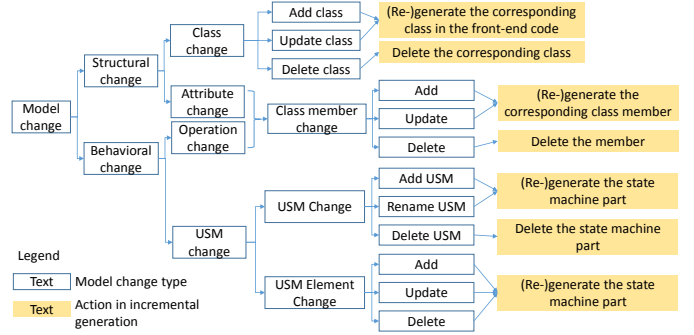 Add class
(Re-)generate the corresponding
class in the front-end code
Class
change
Update class
Structural
change
Delete class
Delete the corresponding class
Attribute
change
Add
(Re-)generate the
corresponding class member
Model
change
Class member
change
Update
Operation
change
Behavioral
change
Delete
Delete the member
Add USM
(Re-)generate the state
machine part
USM Change
Rename USM
USM
change
Delete USM
Delete the state machine
part
Legend
Text
Model change type
Add
USM Element
Change
Update
(Re-)generate the state
machine part
Text
Action in incremental
generation
Delete